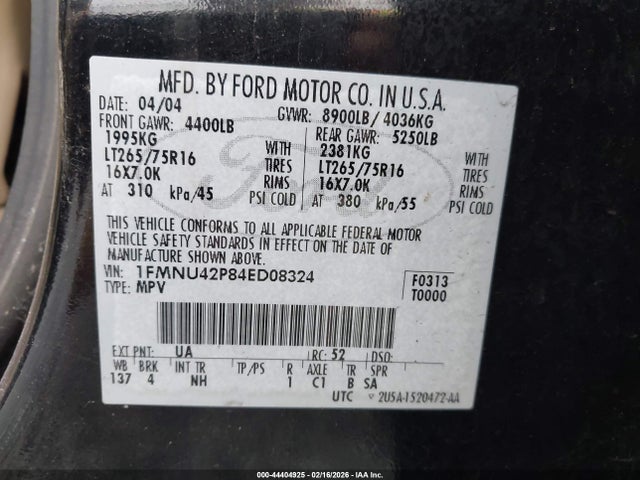 MFD. BY FORD MOTOR CO. IN U.S.A.
DATE: 04/04 GVWR: 8900LB/ 4036KG
FRONT GAWR: 4400LB REAR GAWR: 5250LB
1995KG WITH 2381KG WITH
LT265/75R16 TIRES LT265/75R16 TIRES
16X7.0K RIMS 16X7.0K RIMS
AT 310 kPa/45 PSI COLD AT 380 kPa/55 PSI COLD
THIS VEHICLE CONFORMS TO ALL APPLICABLE FEDERAL MOTOR
VEHICLE SAFETY STANDARDS IN EFFECT ON THE DATE OF
MANUFACTURE SHOWN ABOVE.
VIN: 1FMNU42P84ED08324 F0313
TYPE: MPV T0000
EXT PNT: UA RC: 52 DSO:
WB BRK INT TR TP/PS R AXLE TR SPR
137 4 NH 1 C1 B SA
UTC ▽ 2U5A-1520472-AA
Ford
000-44404925 - 02/16/2026 - IAA Inc.